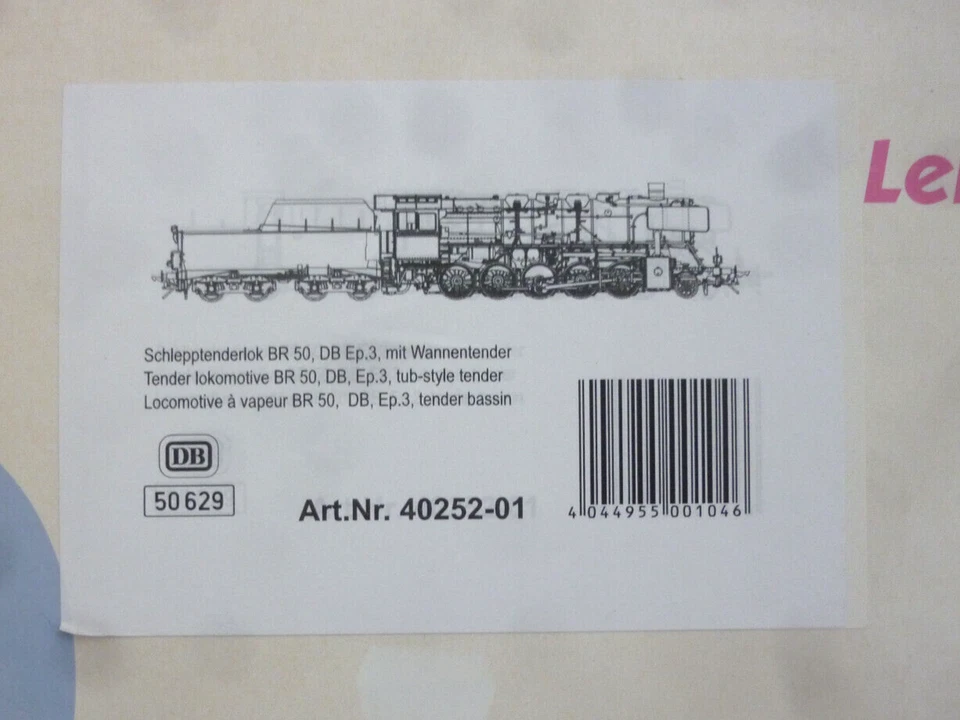 Schlepptenderlok BR 50, DB Ep.3, mit Wannentender
Tender lokomotive BR 50, DB, Ep.3, tub-style tender
Locomotive à vapeur BR 50, DB, Ep.3, tender bassin
DB
50 629
Art.Nr. 40252-01
4 044955 001046